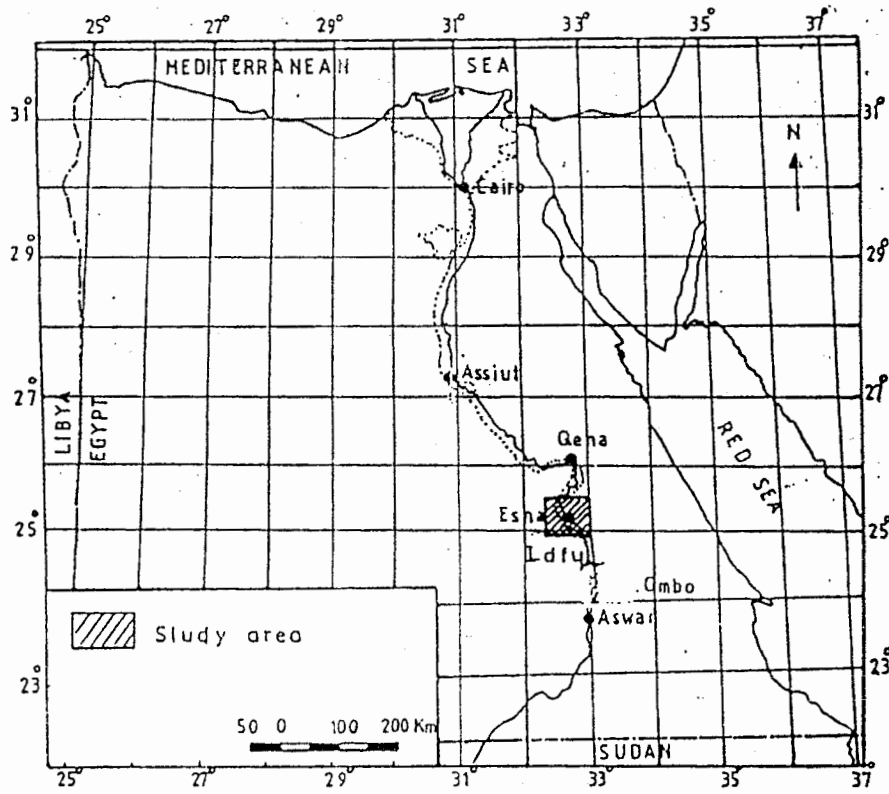 25° 27° 29° 31° 33° 35° 37°
MEDITERRANEAN SEA
31° 31°
N
Cairo
29° 29°
Assiut
27° 27°
LIBYA
EGYPT
RED SEA
Qena
Esna
25° 25°
Idfu
Ombo
Aswan
Study area
23° 23°
50 0 100 200 Km
SUDAN
25° 27° 29° 31° 33° 35° 37°